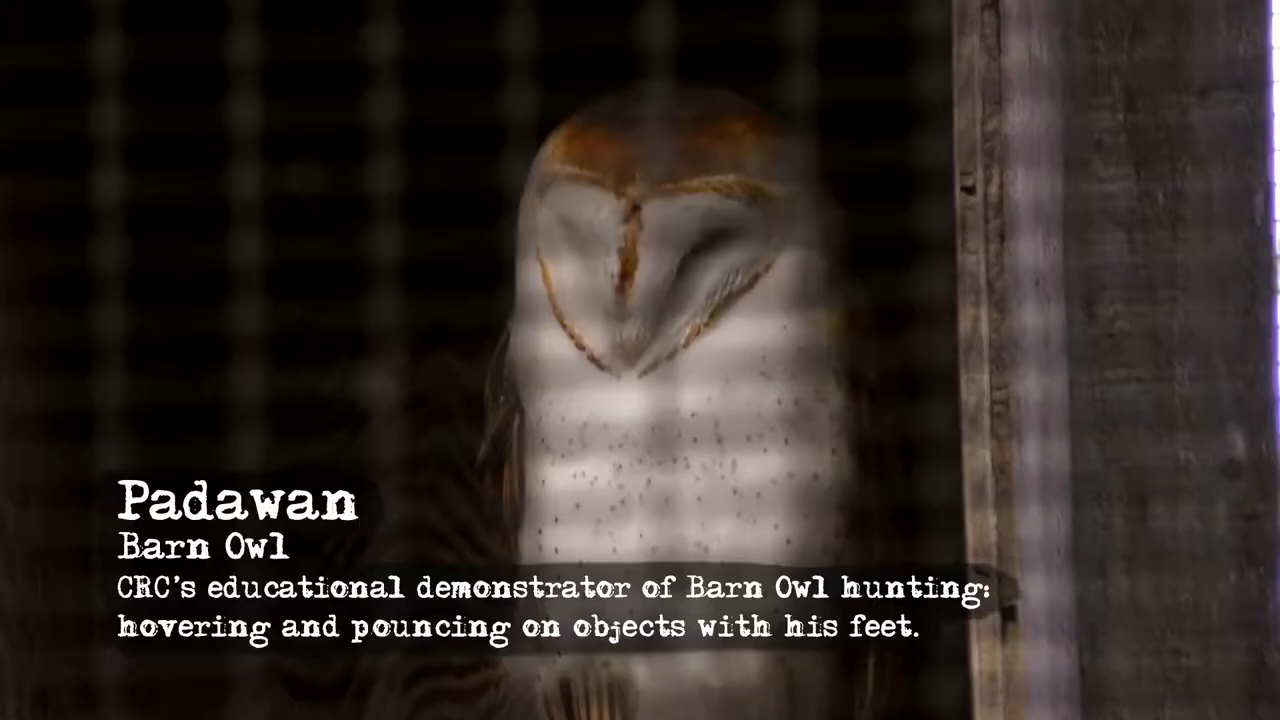 Padawan
Barn Owl
CRC's educational demonstrator of Barn Owl hunting:
hovering and pouncing on objects with his feet.